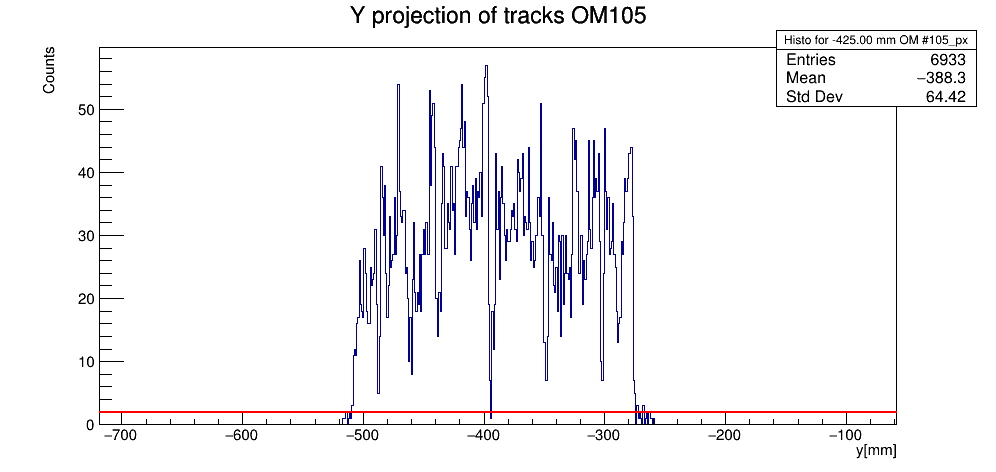 Y projection of tracks OM105
Histo for -425.00 mm OM #105_px
Entries 6933
Mean −388.3
Std Dev 64.42
Counts
50
40
30
20
10
0
−700 −600 −500 −400 −300 −200 −100
y[mm]